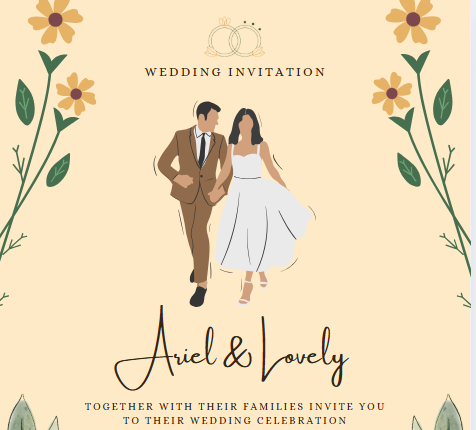 WEDDING INVITATION
Ariel & Lovely
TOGETHER WITH THEIR FAMILIES INVITE YOU
TO THEIR WEDDING CELEBRATION